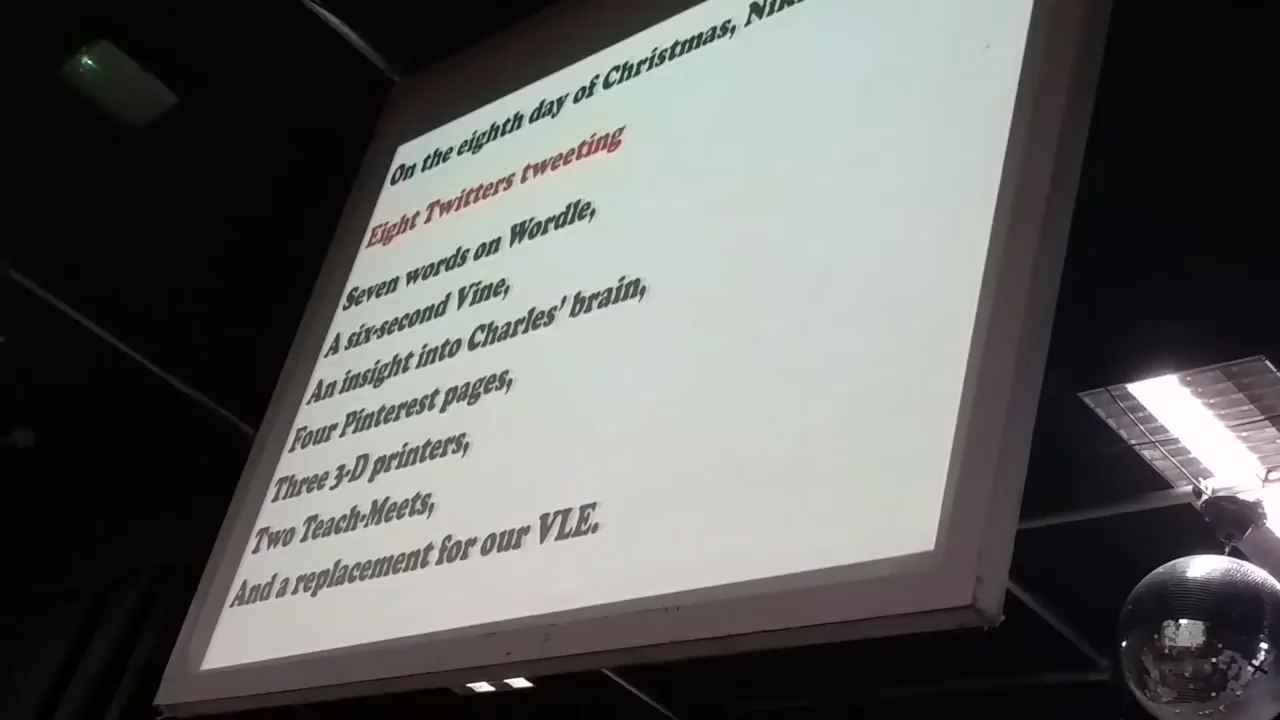 On the eighth day of Christmas,
Eight Twitters tweeting
Seven words on Wordle,
A six-second Vine,
An insight into Charles' brain,
Four Pinterest pages,
Three 3-D printers,
Two Teach-Meets,
And a replacement for our VLE.